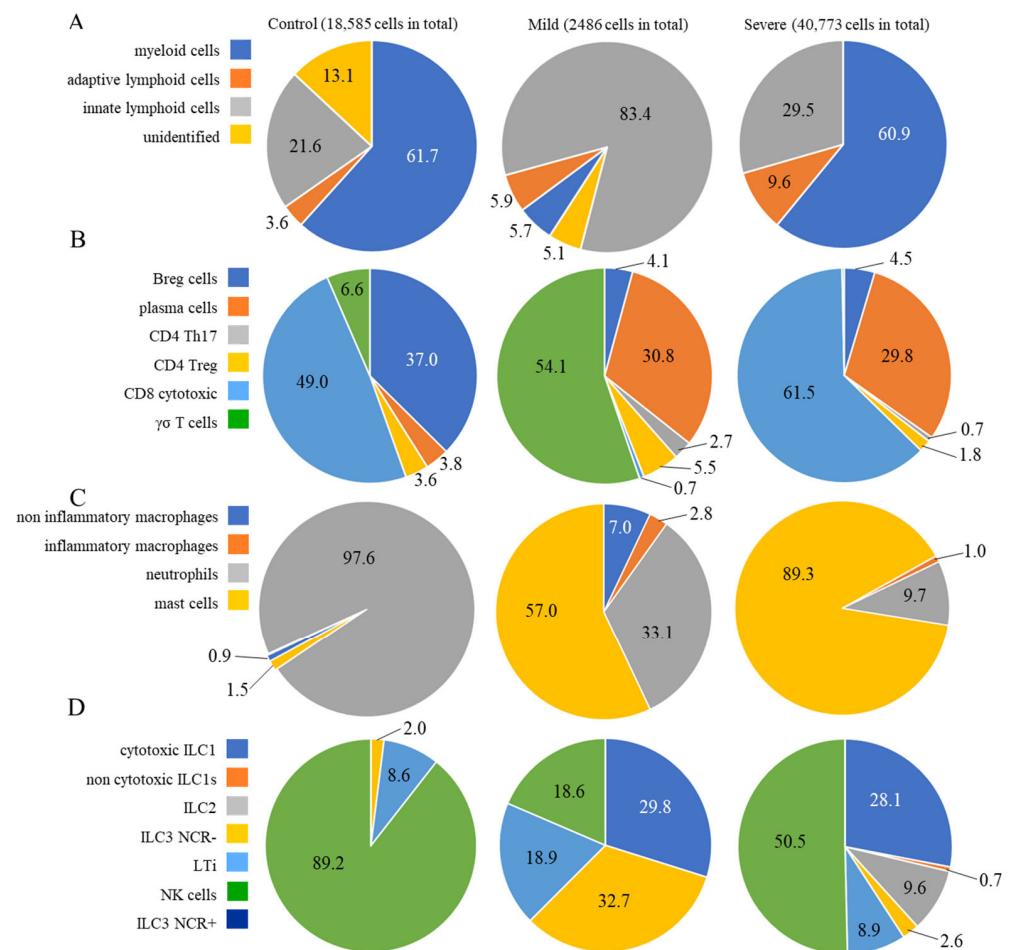 A
Control (18,585 cells in total)
Mild (2486 cells in total)
Severe (40,773 cells in total)
myeloid cells
adaptive lymphoid cells
innate lymphoid cells
unidentified
13.1
21.6
61.7
3.6
83.4
5.9
5.7
5.1
29.5
60.9
9.6
B
Breg cells
plasma cells
CD4 Th17
CD4 Treg
CD8 cytotoxic
γσ T cells
6.6
37.0
49.0
3.8
3.6
4.1
30.8
54.1
2.7
5.5
0.7
4.5
29.8
61.5
0.7
1.8
C
non inflammatory macrophages
inflammatory macrophages
neutrophils
mast cells
97.6
0.9
1.5
7.0
2.8
57.0
33.1
89.3
1.0
9.7
D
cytotoxic ILC1
non cytotoxic ILC1s
ILC2
ILC3 NCR-
LTi
NK cells
ILC3 NCR+
2.0
8.6
89.2
18.6
29.8
18.9
32.7
28.1
50.5
0.7
9.6
8.9
2.6